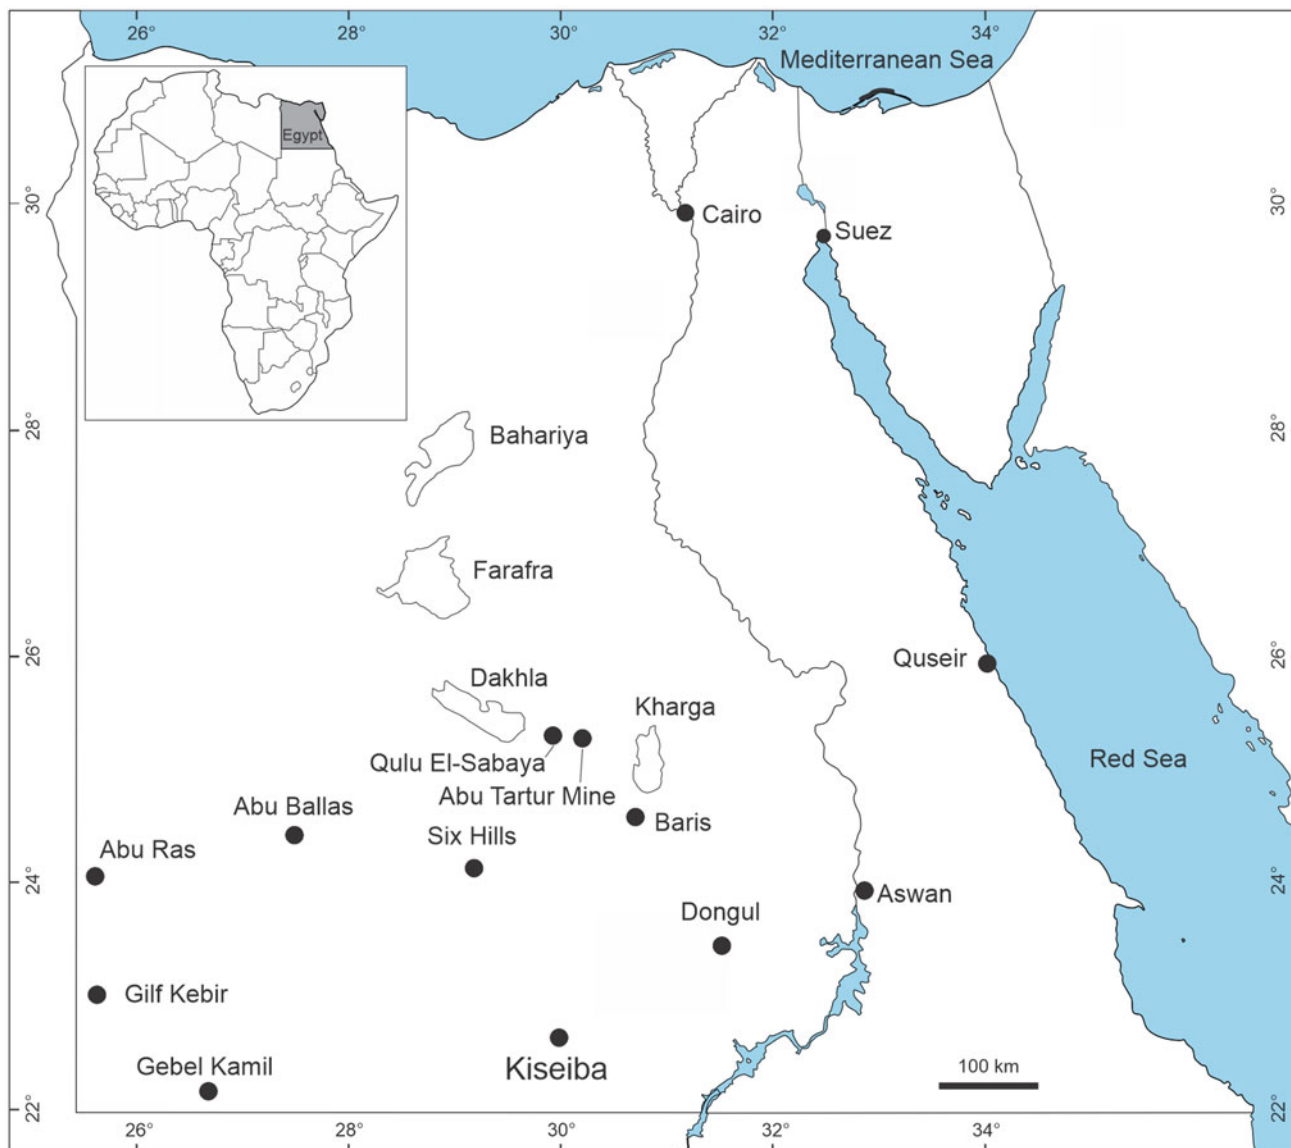 26°
28°
30°
32°
34°
Mediterranean Sea
Egypt
30°
30°
Cairo
Suez
28°
28°
Bahariya
Farafra
26°
26°
Quseir
Dakhla
Kharga
Red Sea
Qulu El-Sabaya
Abu Tartur Mine
Abu Ballas
Baris
Six Hills
Abu Ras
24°
24°
Aswan
Dongul
Gilf Kebir
Kiseiba
Gebel Kamil
100 km
22°
22°
26°
28°
30°
32°
34°